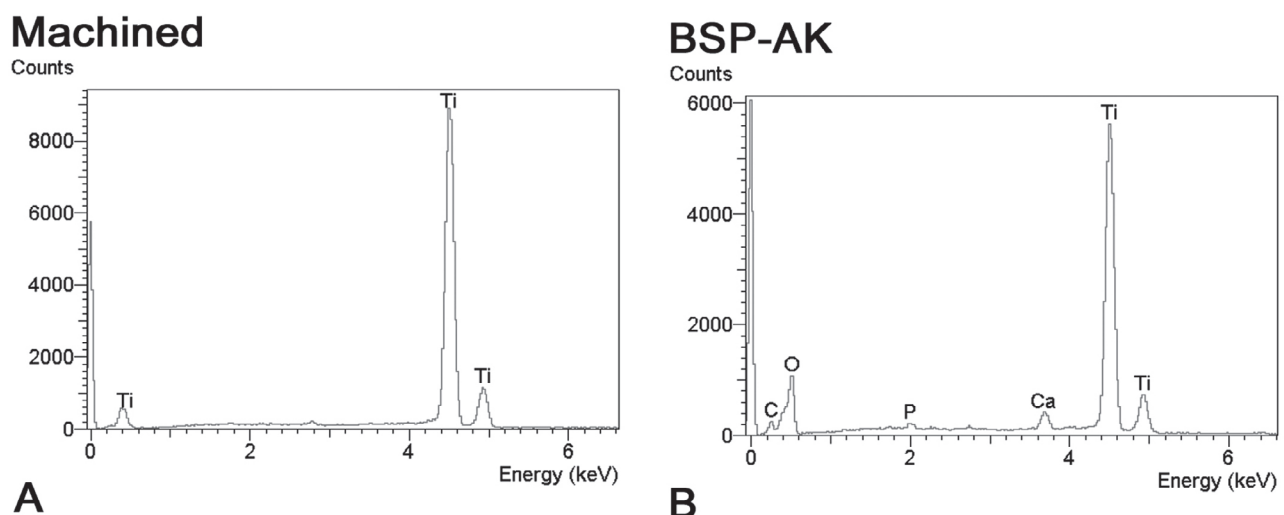 Machined
Counts
8000
6000
4000
2000
0
Ti
Ti
Ti
0
2
4
6
Energy (keV)
A
BSP-AK
Counts
6000
4000
2000
0
C
O
P
Ca
Ti
Ti
0
2
4
6
Energy (keV)
B